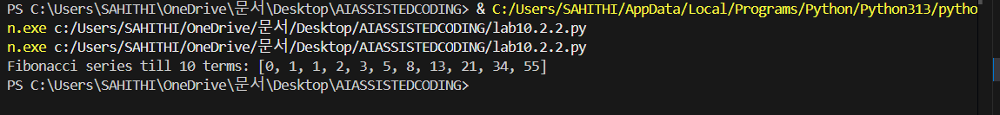 PS C:\Users\SAHITHI\OneDrive\문서\Desktop\AIASSISTEDCODING> & C:/Users/SAHITHI/AppData/Local/Programs/Python/Python313/pytho
n.exe c:/Users/SAHITHI/OneDrive/문서/Desktop/AIASSISTEDCODING/lab10.2.2.py
n.exe c:/Users/SAHITHI/OneDrive/문서/Desktop/AIASSISTEDCODING/lab10.2.2.py
Fibonacci series till 10 terms: [0, 1, 1, 2, 3, 5, 8, 13, 21, 34, 55]
PS C:\Users\SAHITHI\OneDrive\문서\Desktop\AIASSISTEDCODING>